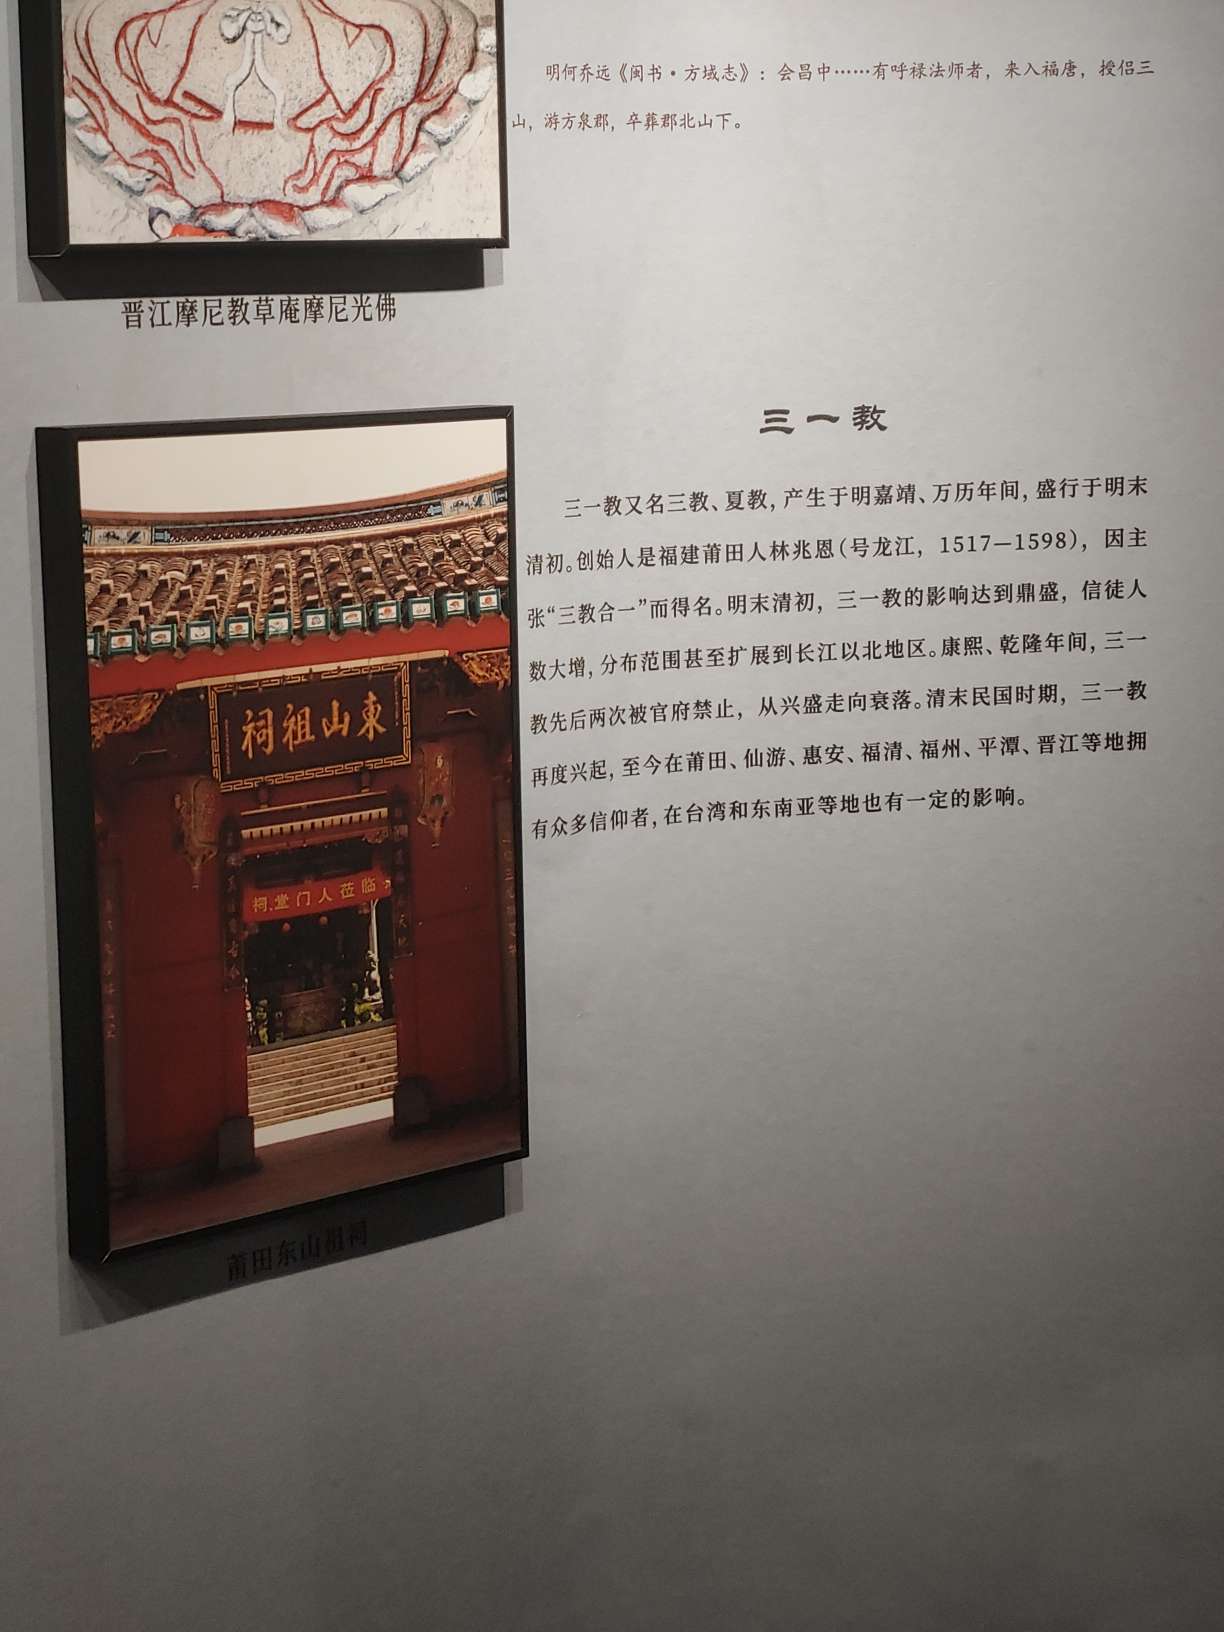 明何乔远《闽书·方域志》：会昌中……有呼禄法师者，来入福唐，授侣三
山，游方泉郡，卒葬郡北山下。
晋江摩尼教草庵摩尼光佛
三一教
三一教又名三教、夏教，产生于明嘉靖、万历年间，盛行于明末
清初。创始人是福建莆田人林兆恩（号龙江，1517—1598），因主
张“三教合一”而得名。明末清初，三一教的影响达到鼎盛，信徒人
数大增，分布范围甚至扩展到长江以北地区。康熙、乾隆年间，三一
教先后两次被官府禁止，从兴盛走向衰落。清末民国时期，三一教
再度兴起，至今在莆田、仙游、惠安、福清、福州、平潭、晋江等地拥
有众多信仰者，在台湾和东南亚等地也有一定的影响。
祠祖山東
祠堂门人莅临
莆田东山祖祠